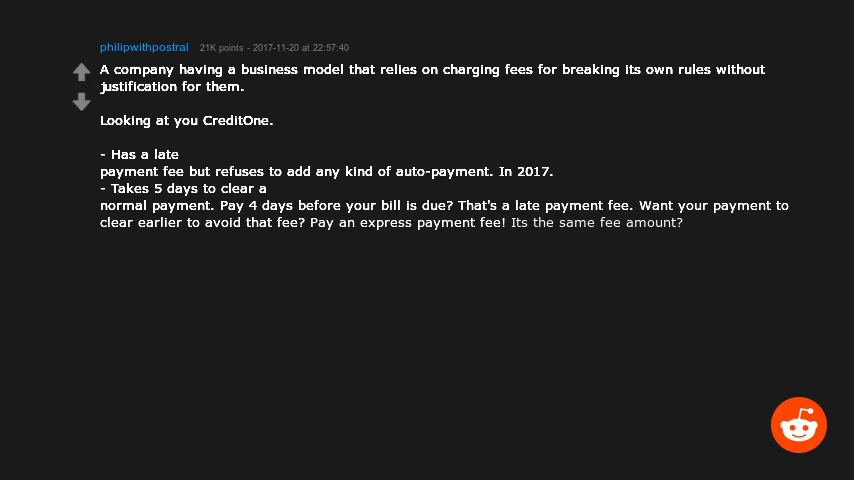 philipwithpostral 21K points - 2017-11-20 at 22:57:40
A company having a business model that relies on charging fees for breaking its own rules without
justification for them.
Looking at you CreditOne.
- Has a late
payment fee but refuses to add any kind of auto-payment. In 2017.
- Takes 5 days to clear a
normal payment. Pay 4 days before your bill is due? That's a late payment fee. Want your payment to
clear earlier to avoid that fee? Pay an express payment fee! Its the same fee amount?